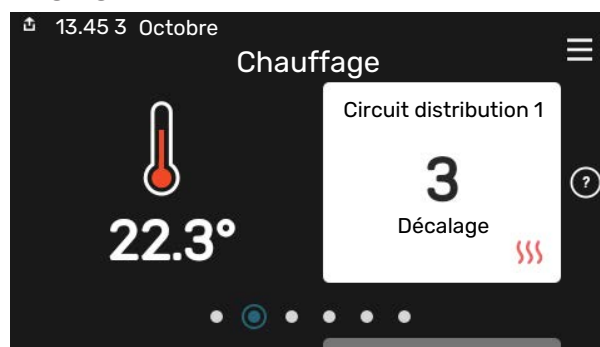 13.45 3 Octobre
Chauffage
Circuit distribution 1
3
Décalage
22.3°
?